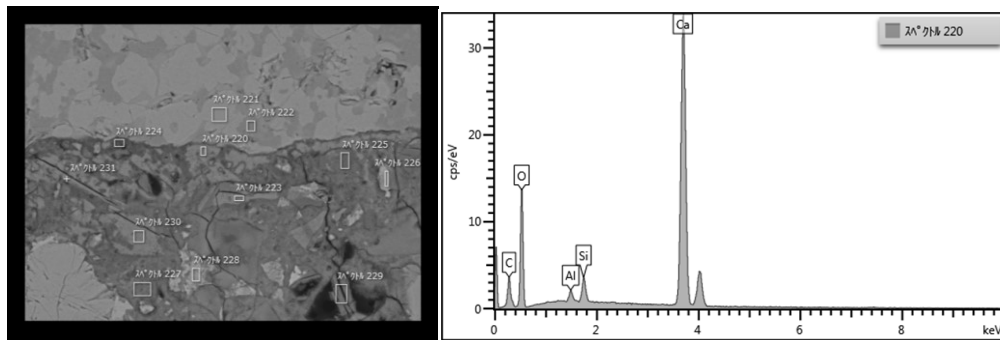 スペクトル 221
スペクトル 222
スペクトル 224
スペクトル 220
スペクトル 225
スペクトル 226
スペクトル 231
スペクトル 223
スペクトル 230
スペクトル 228
スペクトル 227
スペクトル 229
スペクトル 220
Ca
O
C
Al
Si
cps/eV
30
20
10
0
0 2 4 6 8 keV